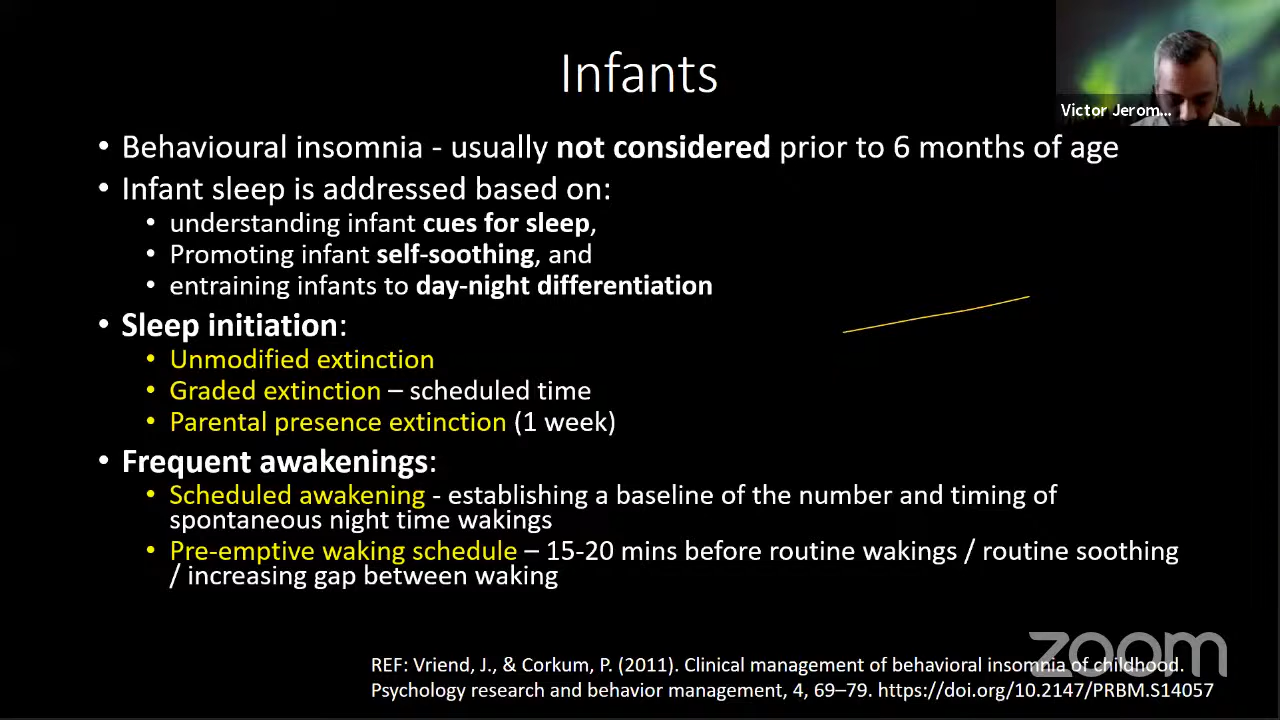 Infants
Victor Jerom...
• Behavioural insomnia - usually not considered prior to 6 months of age
• Infant sleep is addressed based on:
• understanding infant cues for sleep,
• Promoting infant self-soothing, and
• entraining infants to day-night differentiation
• Sleep initiation:
• Unmodified extinction
• Graded extinction – scheduled time
• Parental presence extinction (1 week)
• Frequent awakenings:
• Scheduled awakening - establishing a baseline of the number and timing of
spontaneous night time wakings
• Pre-emptive waking schedule – 15-20 mins before routine wakings / routine soothing
/ increasing gap between waking
zoom
REF: Vriend, J., & Corkum, P. (2011). Clinical management of behavioral insomnia of childhood.
Psychology research and behavior management, 4, 69–79. https://doi.org/10.2147/PRBM.S14057